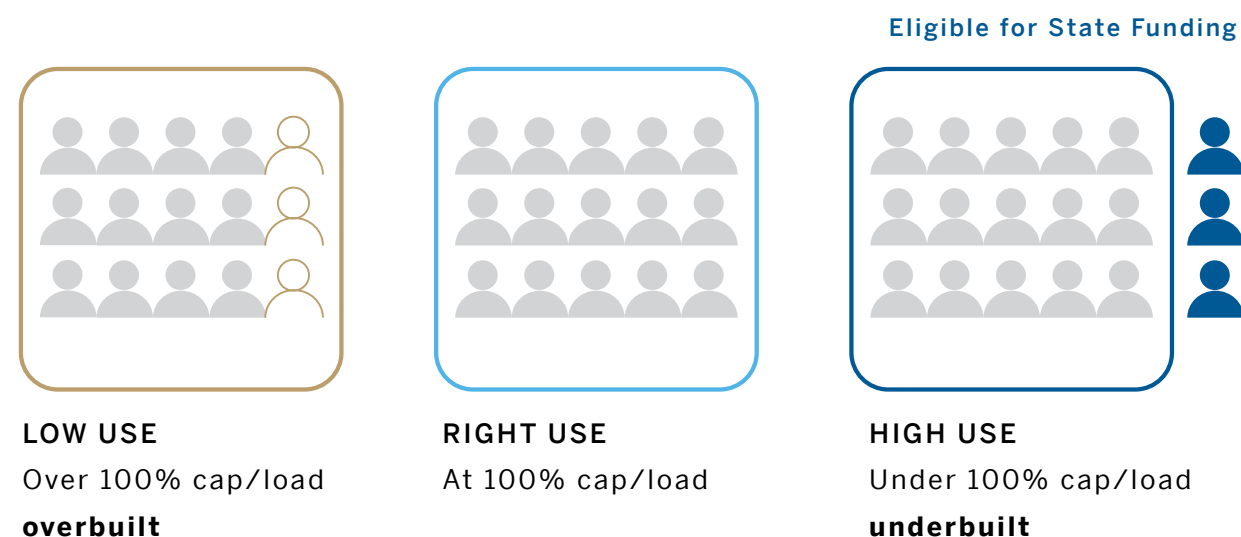 Eligible for State Funding
LOW USE
Over 100% cap/load
overbuilt
RIGHT USE
At 100% cap/load
HIGH USE
Under 100% cap/load
underbuilt